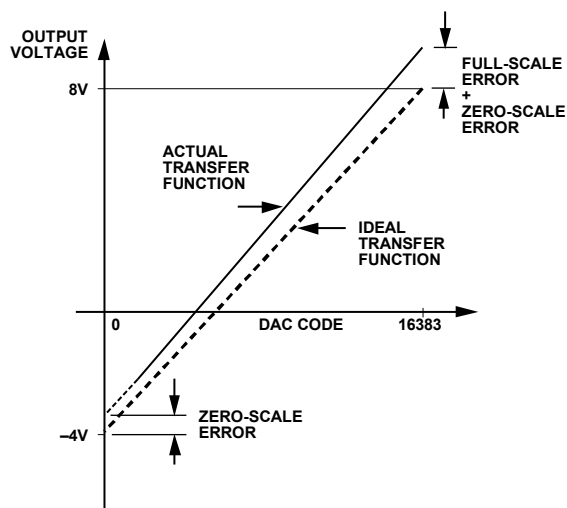 OUTPUT
VOLTAGE
8V
FULL-SCALE
ERROR
+
ZERO-SCALE
ERROR
ACTUAL
TRANSFER
FUNCTION
IDEAL
TRANSFER
FUNCTION
0
DAC CODE
16383
ZERO-SCALE
ERROR
–4V